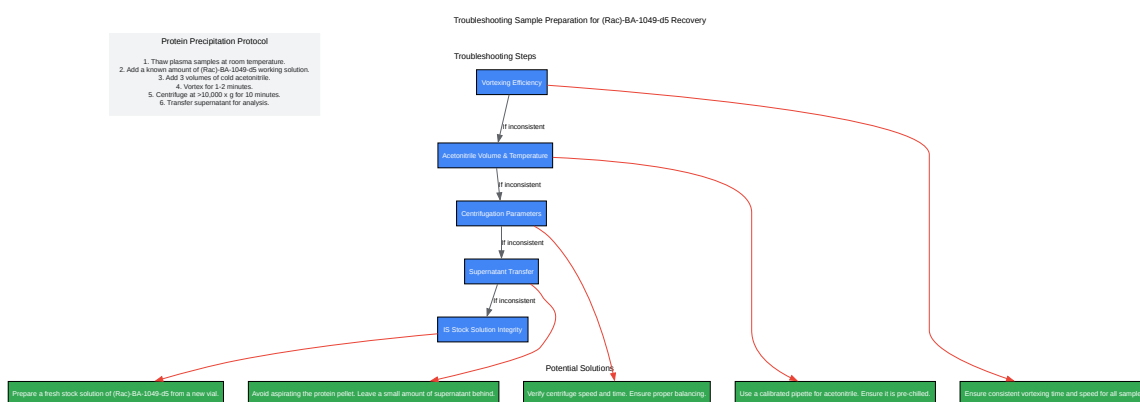 Troubleshooting Sample Preparation for (Rac)-BA-1049-d5 Recovery
Protein Precipitation Protocol
1. Thaw plasma samples at room temperature.
2. Add a known amount of (Rac)-BA-1049-d5 working solution.
3. Add 3 volumes of cold acetonitrile.
4. Vortex for 1-2 minutes.
5. Centrifuge at >10,000 x g for 10 minutes.
6. Transfer supernatant for analysis.
Troubleshooting Steps
Vortexing Efficiency
If inconsistent
Acetonitrile Volume & Temperature
If inconsistent
Centrifugation Parameters
If inconsistent
Supernatant Transfer
If inconsistent
IS Stock Solution Integrity
Potential Solutions
Prepare a fresh stock solution of (Rac)-BA-1049-d5 from a new vial.
Avoid aspirating the protein pellet. Leave a small amount of supernatant behind.
Verify centrifuge speed and time. Ensure proper balancing.
Use a calibrated pipette for acetonitrile. Ensure it is pre-chilled.
Ensure consistent vortexing time and speed for all sample